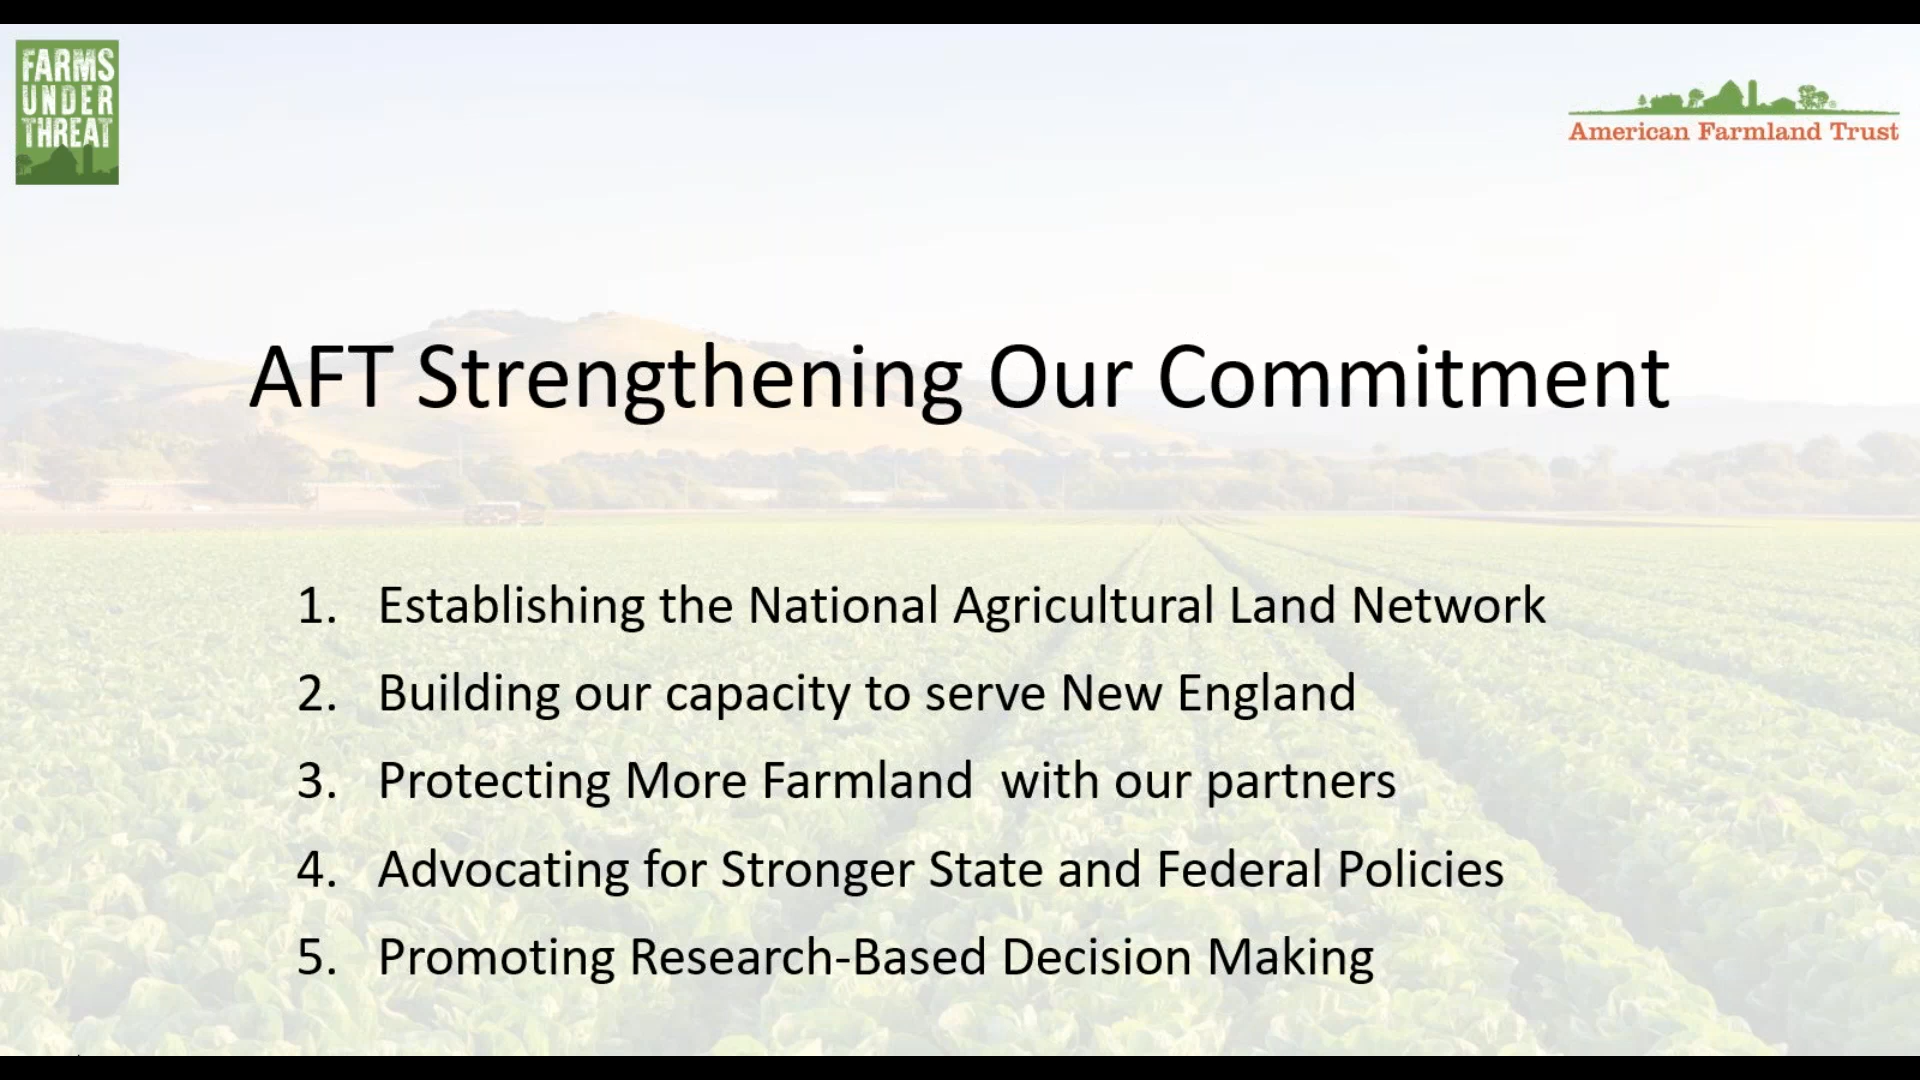 FARMS
UNDER
THREAT
American Farmland Trust
AFT Strengthening Our Commitment
1. Establishing the National Agricultural Land Network
2. Building our capacity to serve New England
3. Protecting More Farmland  with our partners
4. Advocating for Stronger State and Federal Policies
5. Promoting Research-Based Decision Making